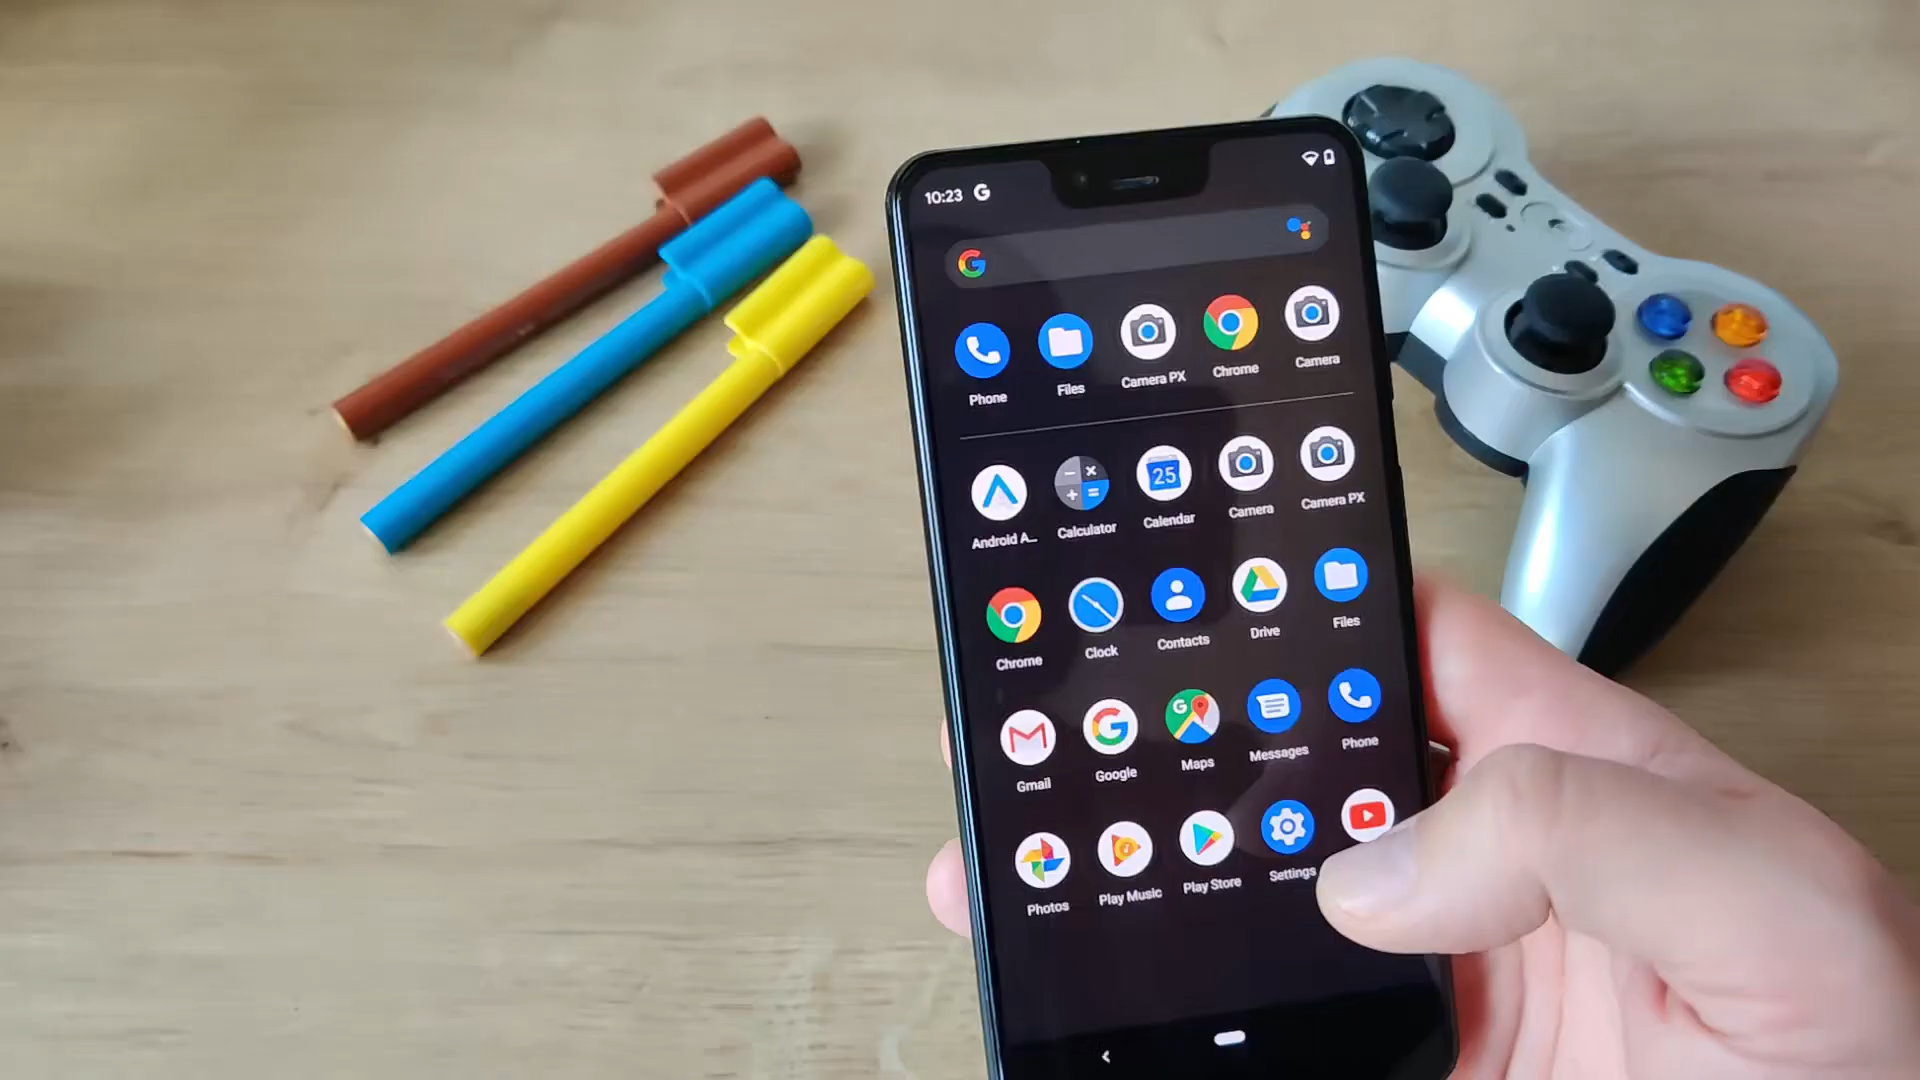 10:23 G
G
Phone Files Camera PX Chrome Camera
25
Android A... Calculator Calendar Camera Camera PX
Chrome Clock Contacts Drive Files
G
G
Gmail Google Maps Messages Phone
Photos Play Music Play Store Settings